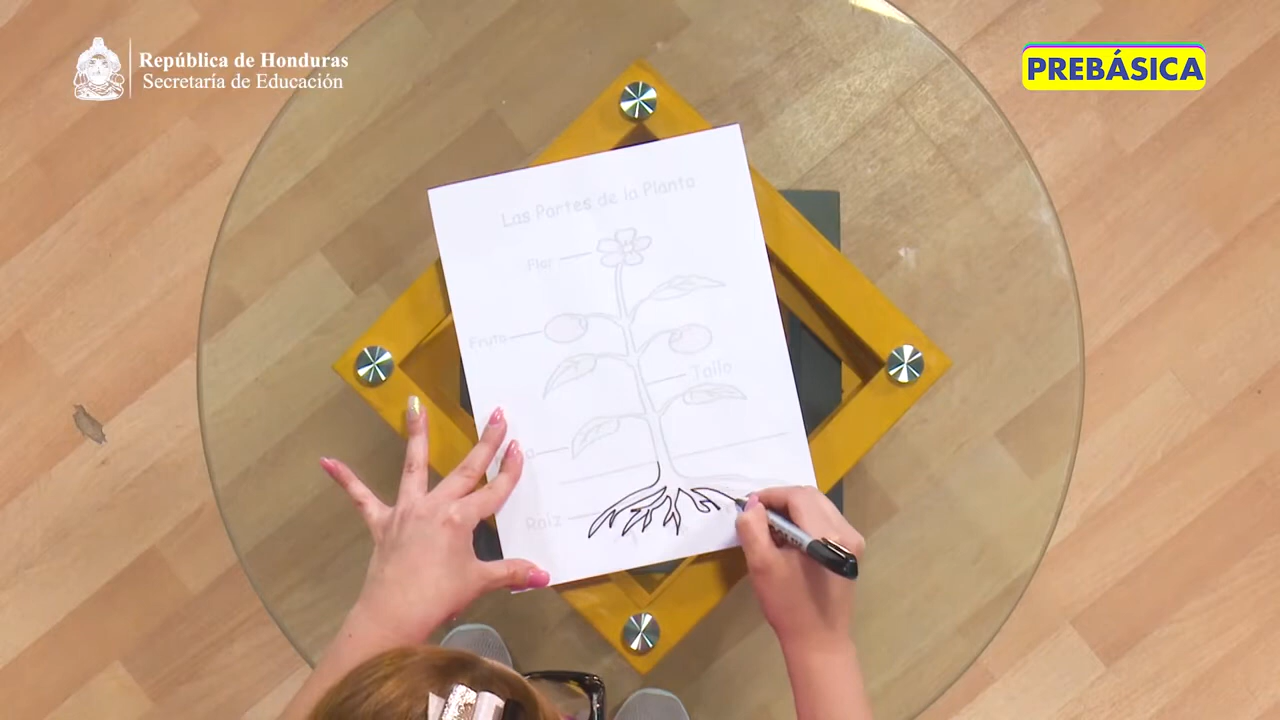 República de Honduras
Secretaría de Educación
PREBÁSICA
Las Partes de la Planta
Flor
Fruto
Tallo
Raíz